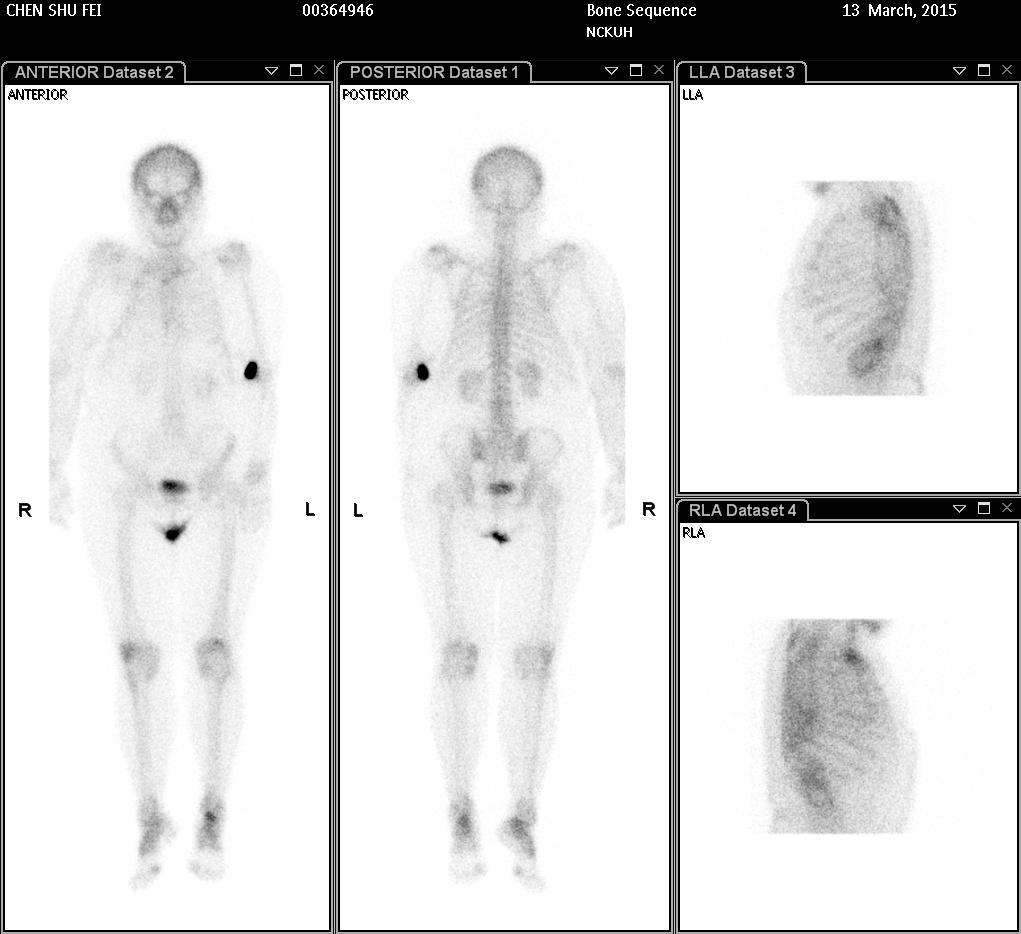 CHEN SHU FEI 00364946 Bone Sequence 13 March, 2015
NCKUH
ANTERIOR Dataset 2
ANTERIOR
R L
POSTERIOR Dataset 1
POSTERIOR
L R
LLA Dataset 3
LLA
RLA Dataset 4
RLA